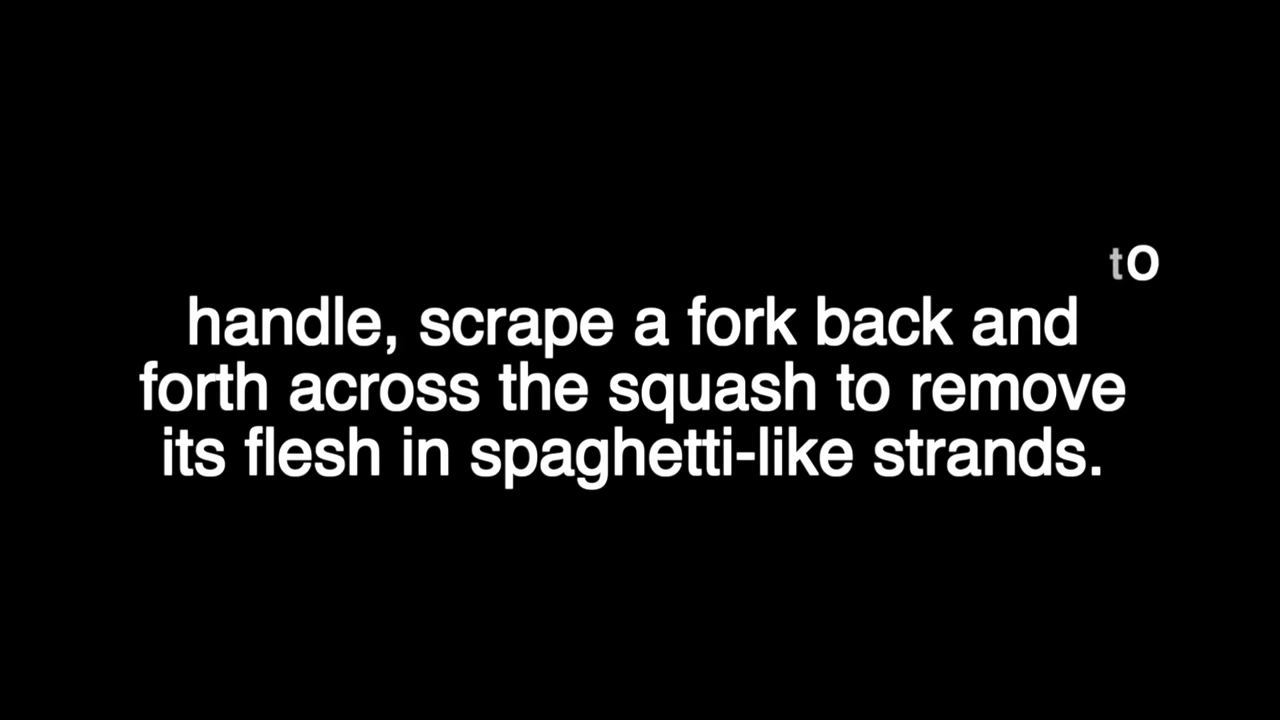 to
handle, scrape a fork back and
forth across the squash to remove
its flesh in spaghetti-like strands.